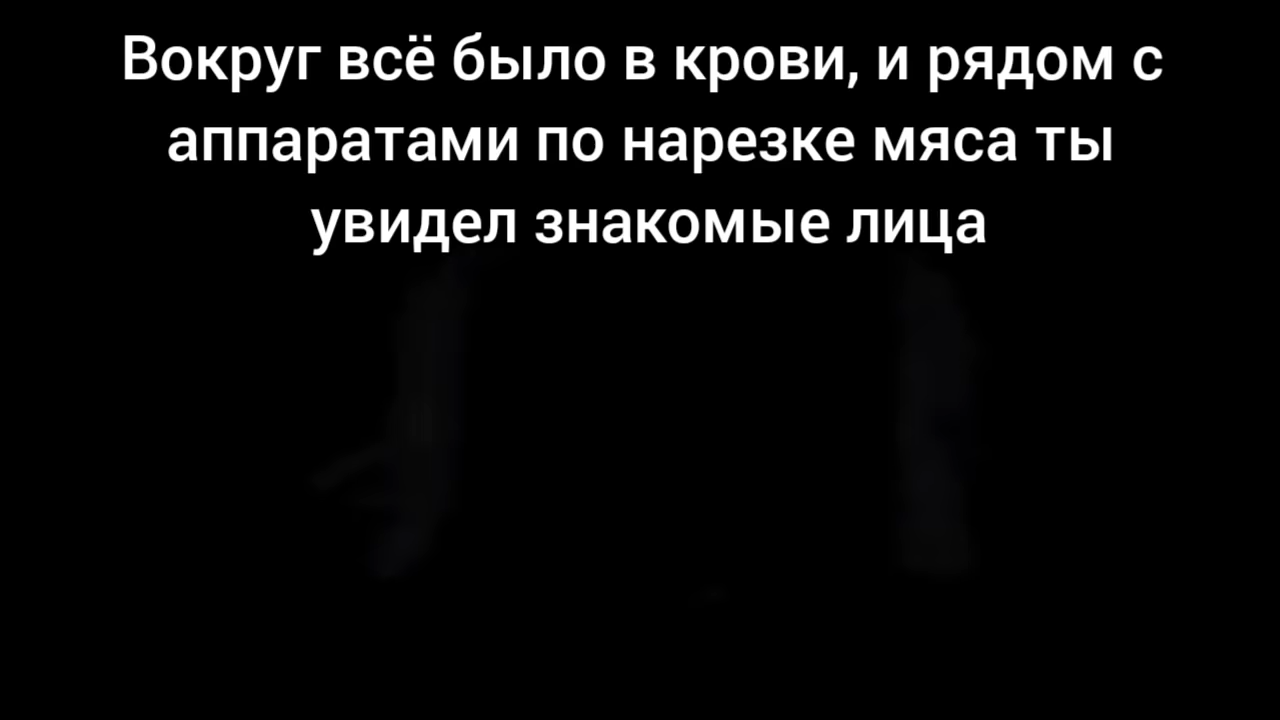 Вокруг всё было в крови, и рядом с
аппаратами по нарезке мяса ты
увидел знакомые лица